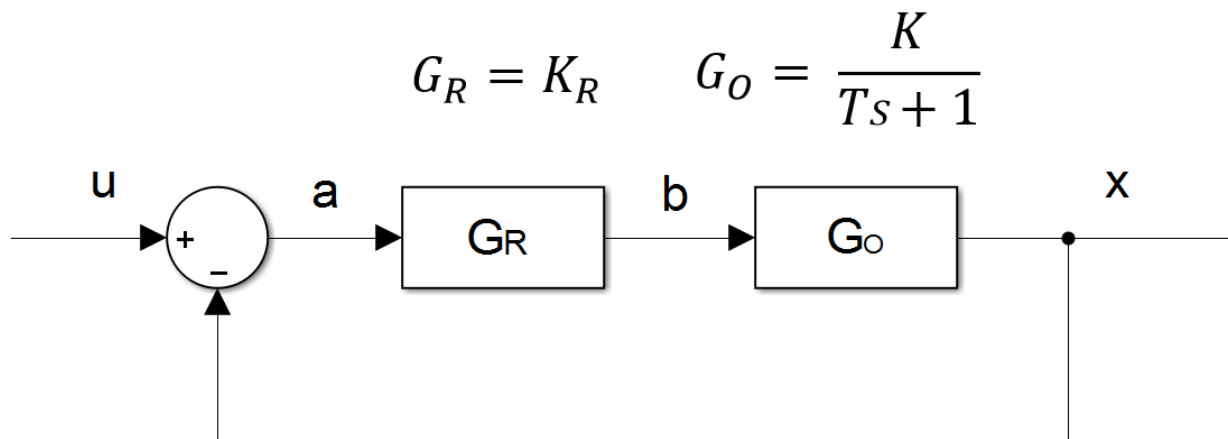 G_R = K_R    G_O = K / (Ts + 1)
u a b x
+ G_R G_O
−